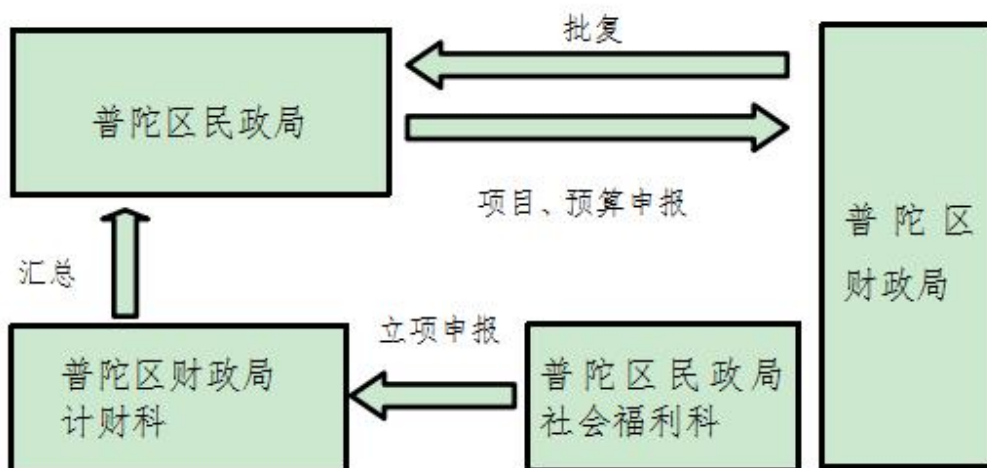 批复
普陀区民政局
项目、预算申报
普陀区
财政局
汇总
立项申报
普陀区财政局
计财科
普陀区民政局
社会福利科